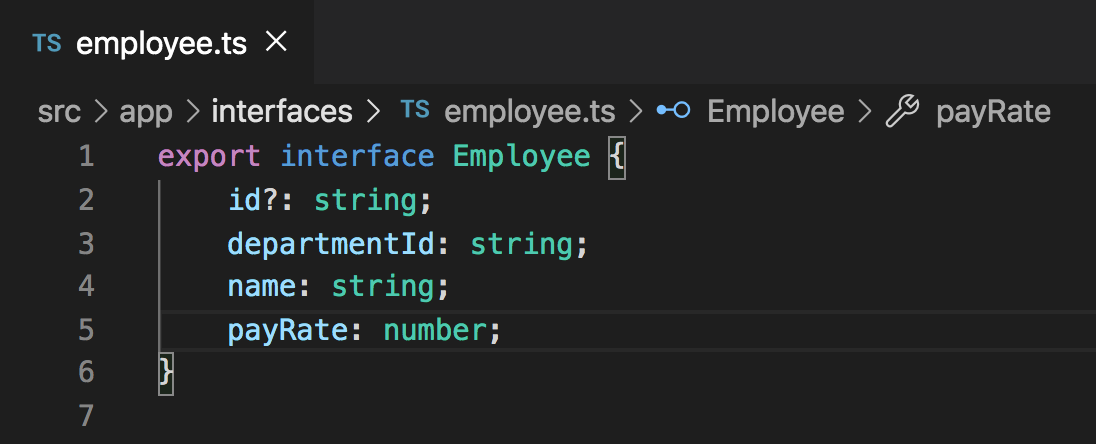 TS employee.ts ×
src > app > interfaces > TS employee.ts > Employee > payRate
1 export interface Employee {
2     id?: string;
3     departmentId: string;
4     name: string;
5     payRate: number;
6 }
7